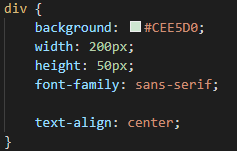 div {
background: #CEE5D0;
width: 200px;
height: 50px;
font-family: sans-serif;
text-align: center;
}